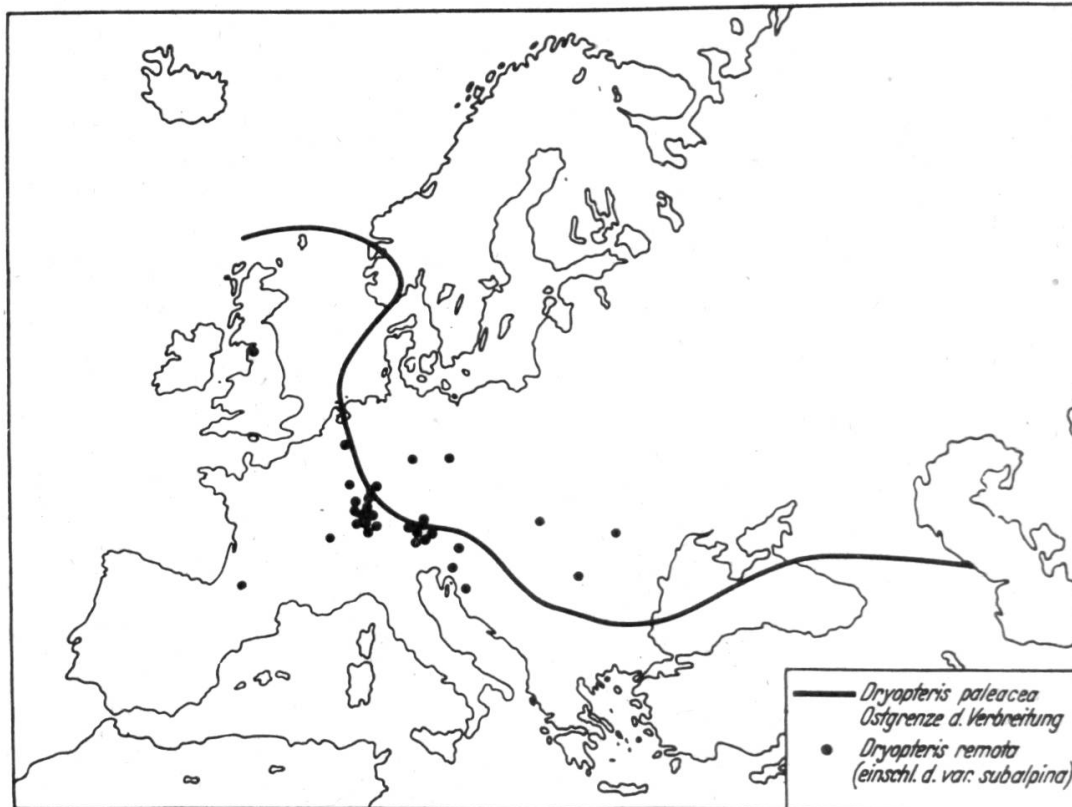 Dryopteris paleacea
Ostgrenze d. Verbreitung
Dryopteris remota
(einschl. d. var. subalpina)